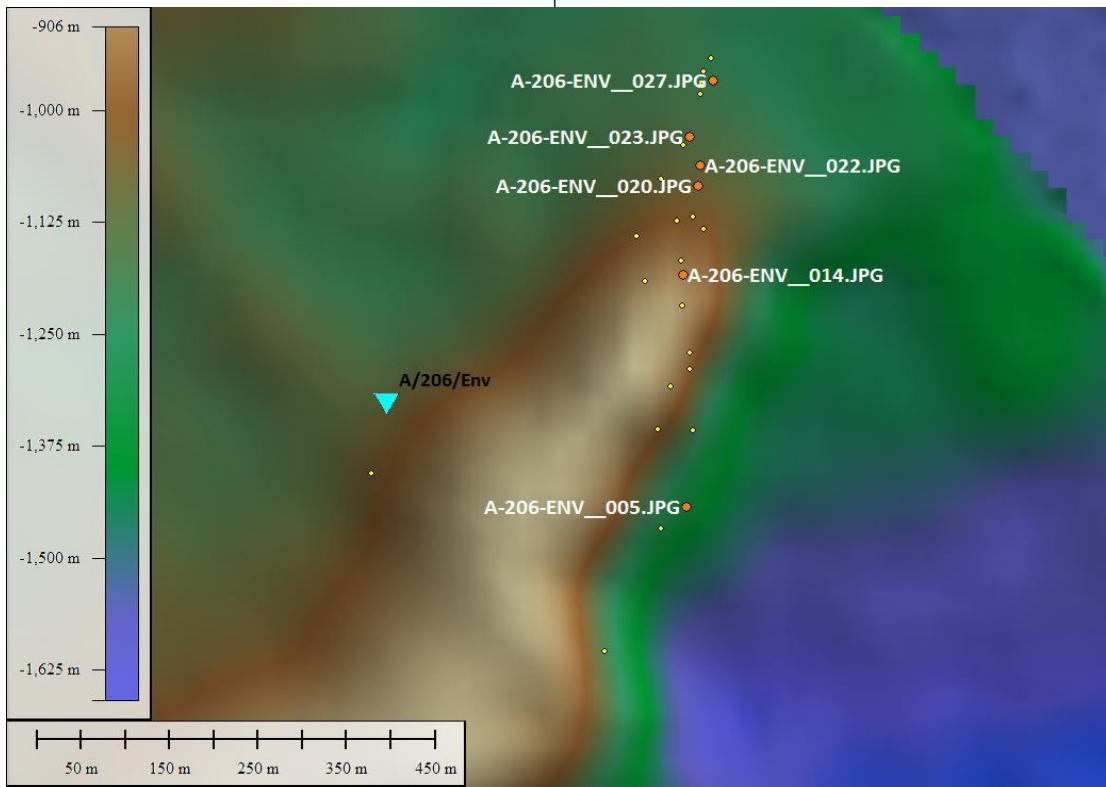 -906 m
-1,000 m
-1,125 m
-1,250 m
-1,375 m
-1,500 m
-1,625 m
A-206-ENV__027.JPG
A-206-ENV__023.JPG
A-206-ENV__022.JPG
A-206-ENV__020.JPG
A-206-ENV__014.JPG
A/206/Env
A-206-ENV__005.JPG
50 m 150 m 250 m 350 m 450 m